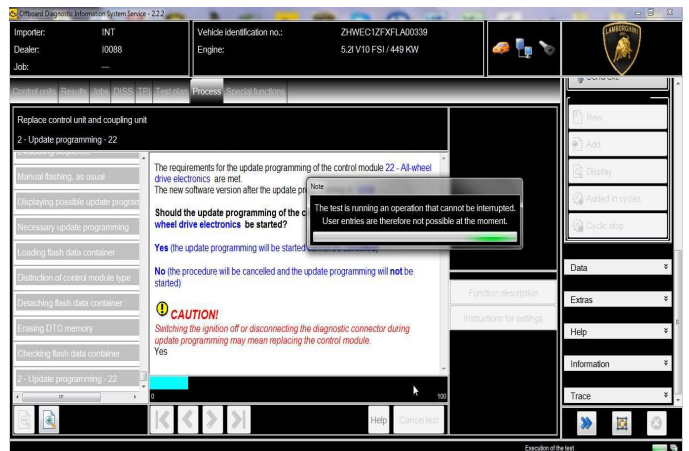 Offboard Diagnostic Information System Service - 2.2.2
Importer: INT
Dealer: I0088
Job: ---
Vehicle identification no.: ZHWEC1ZFXFLA00339
Engine: 5.2l V10 FSI / 449 KW
LAMBORGHINI
Control units Results Jobs DISS TPI Test plan Process Special functions
Replace control unit and coupling unit
2 - Update programming - 22
Manual flashing, as usual
Displaying possible update program
Necessary update programming
Loading flash data container
Distinction of control module type
Detaching flash data container
Erasing DTC memory
Checking flash data container
2 - Update programming - 22
The requirements for the update programming of the control module 22 - All-wheel
drive electronics are met.
The new software version after the update pr
Should the update programming of the c
wheel drive electronics be started?
Yes (the update programming will be started
No (the procedure will be cancelled and the update programming will not be
started)
CAUTION!
Switching the ignition off or disconnecting the diagnostic connector during
update programming may mean replacing the control module.
Yes
0 100
Note
The test is running an operation that cannot be interrupted.
User entries are therefore not possible at the moment.
Function description
Instructions for settings
Help
Cancel test
New
Add
Display
Added in cycles
Cyclic stop
Data
Extras
Help
Information
Trace
Execution of the test